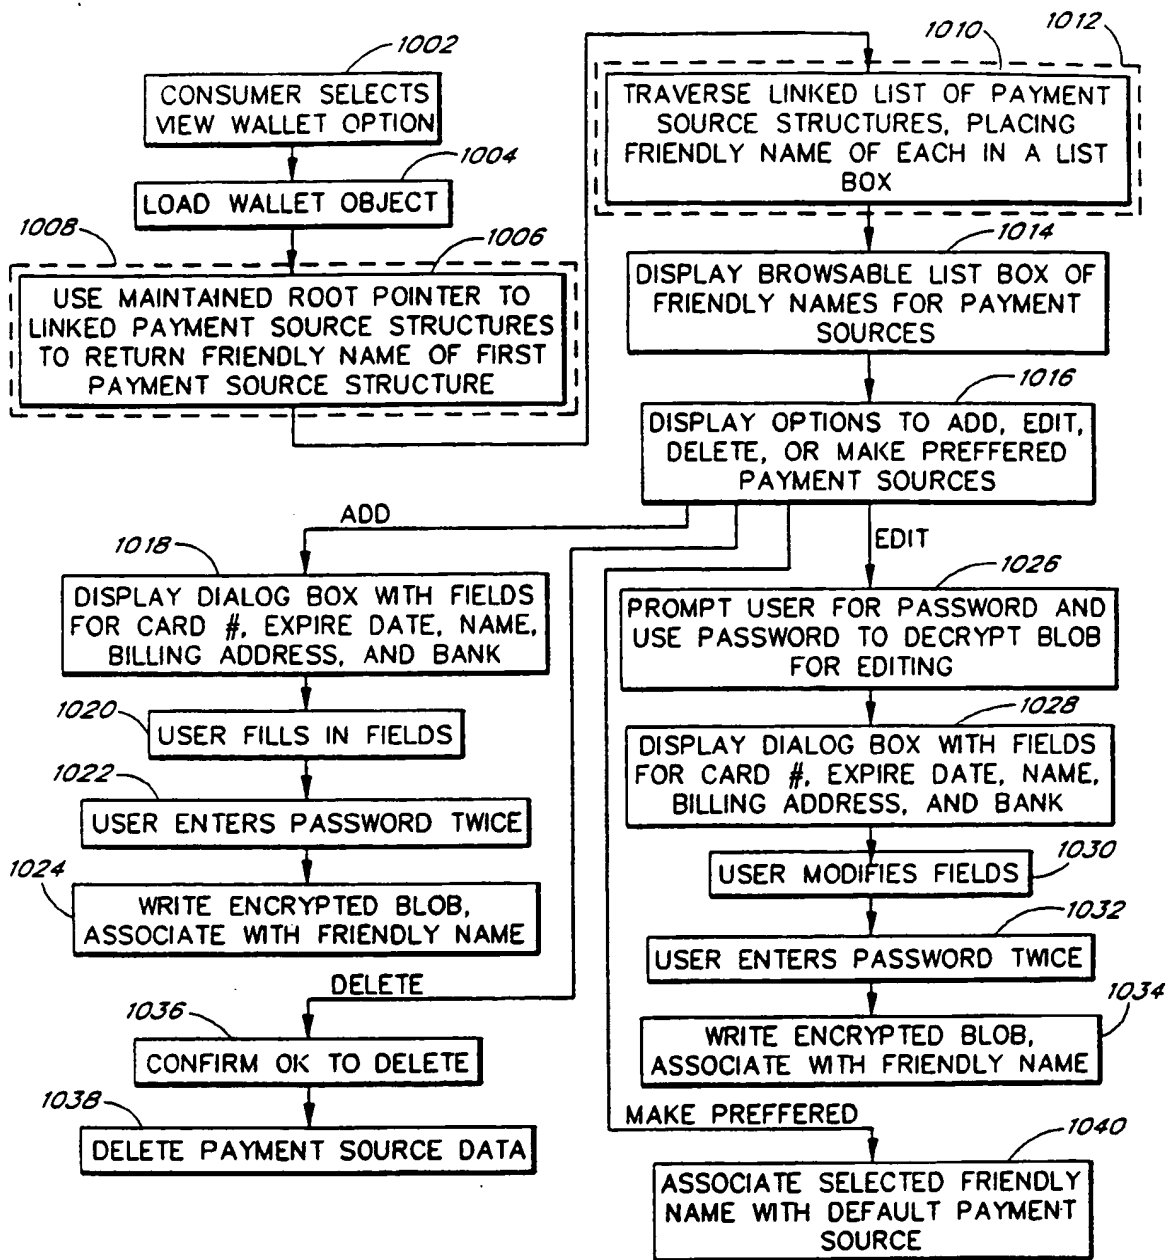 1002
CONSUMER SELECTS
VIEW WALLET OPTION
1004
LOAD WALLET OBJECT
1008
1006
USE MAINTAINED ROOT POINTER TO
LINKED PAYMENT SOURCE STRUCTURES
TO RETURN FRIENDLY NAME OF FIRST
PAYMENT SOURCE STRUCTURE
1010
1012
TRAVERSE LINKED LIST OF PAYMENT
SOURCE STRUCTURES, PLACING
FRIENDLY NAME OF EACH IN A LIST
BOX
1014
DISPLAY BROWSABLE LIST BOX OF
FRIENDLY NAMES FOR PAYMENT
SOURCES
1016
DISPLAY OPTIONS TO ADD, EDIT,
DELETE, OR MAKE PREFFERED
PAYMENT SOURCES
ADD
1018
DISPLAY DIALOG BOX WITH FIELDS
FOR CARD #, EXPIRE DATE, NAME,
BILLING ADDRESS, AND BANK
1020
USER FILLS IN FIELDS
1022
USER ENTERS PASSWORD TWICE
1024
WRITE ENCRYPTED BLOB,
ASSOCIATE WITH FRIENDLY NAME
DELETE
1036
CONFIRM OK TO DELETE
1038
DELETE PAYMENT SOURCE DATA
EDIT
1026
PROMPT USER FOR PASSWORD AND
USE PASSWORD TO DECRYPT BLOB
FOR EDITING
1028
DISPLAY DIALOG BOX WITH FIELDS
FOR CARD #, EXPIRE DATE, NAME,
BILLING ADDRESS, AND BANK
1030
USER MODIFIES FIELDS
1032
USER ENTERS PASSWORD TWICE
1034
WRITE ENCRYPTED BLOB,
ASSOCIATE WITH FRIENDLY NAME
MAKE PREFFERED
1040
ASSOCIATE SELECTED FRIENDLY
NAME WITH DEFAULT PAYMENT
SOURCE